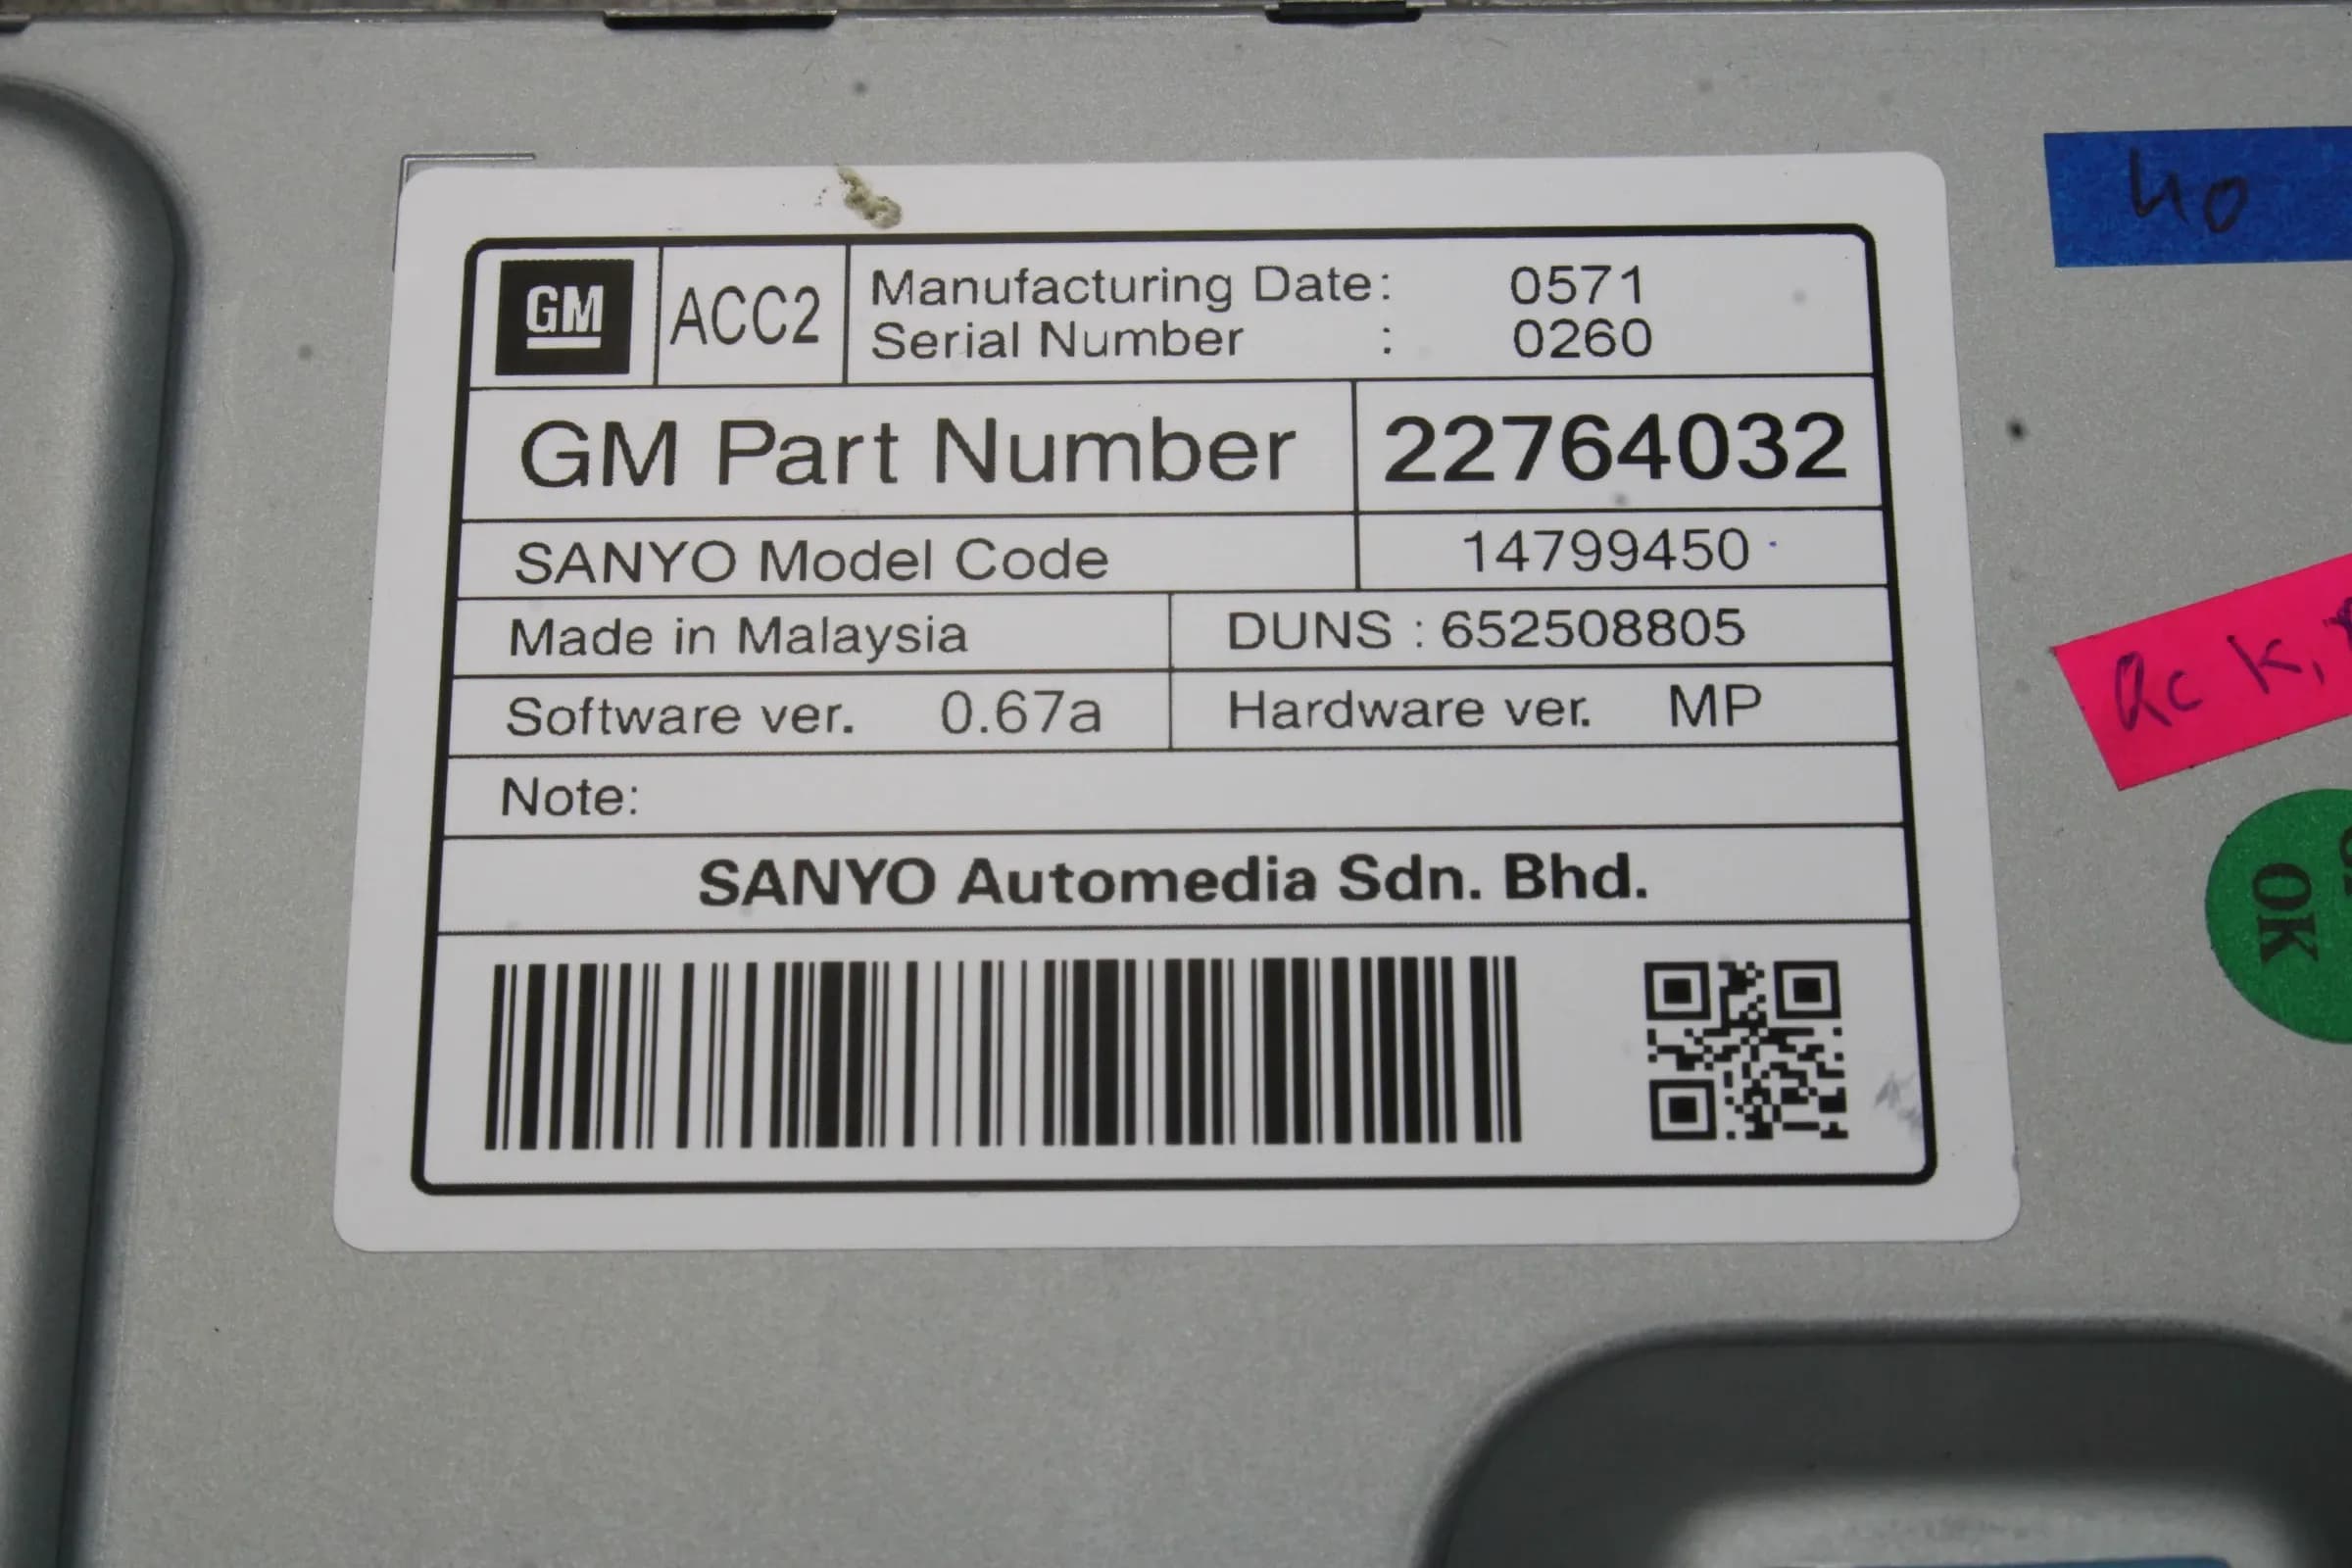 GM ACC2 Manufacturing Date: 0571
Serial Number : 0260
GM Part Number 22764032
SANYO Model Code 14799450
Made in Malaysia DUNS : 652508805
Software ver. 0.67a Hardware ver. MP
Note:
SANYO Automedia Sdn. Bhd.
40
QC K,
OK